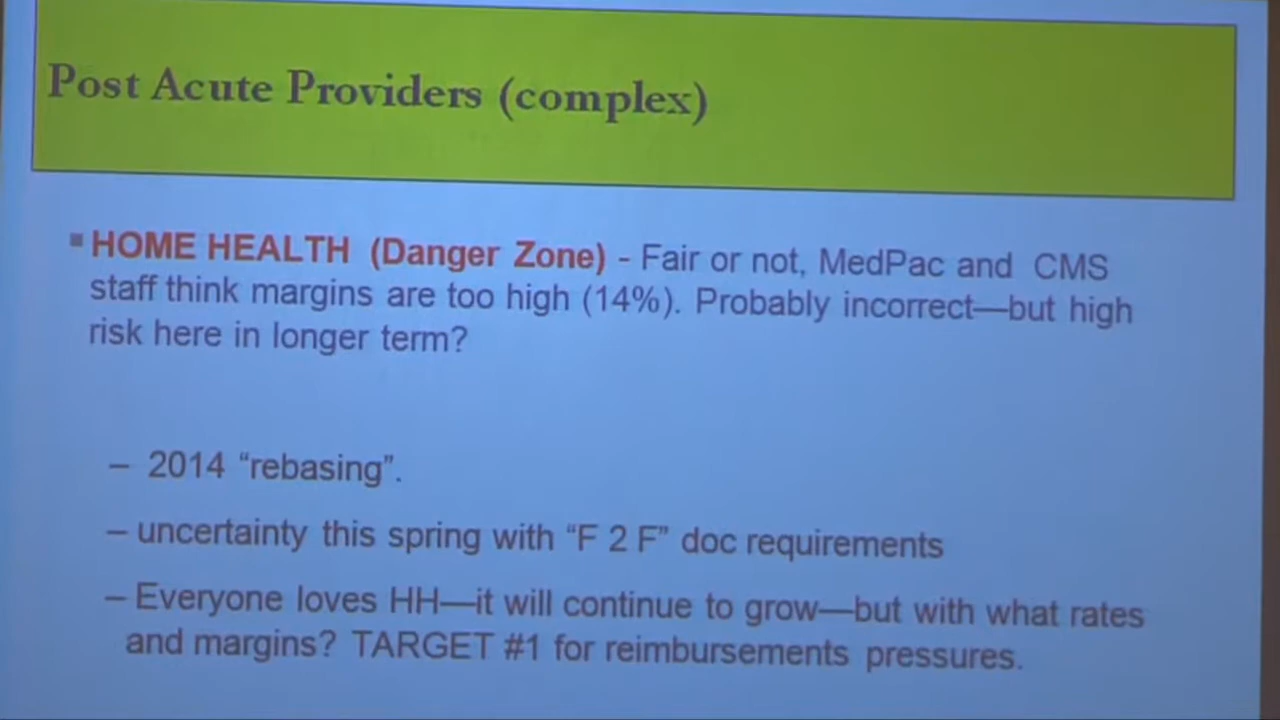 Post Acute Providers (complex)
▪ HOME HEALTH (Danger Zone) - Fair or not, MedPac and CMS
staff think margins are too high (14%). Probably incorrect—but high
risk here in longer term?
– 2014 “rebasing”.
– uncertainty this spring with “F 2 F” doc requirements
– Everyone loves HH—it will continue to grow—but with what rates
and margins? TARGET #1 for reimbursements pressures.